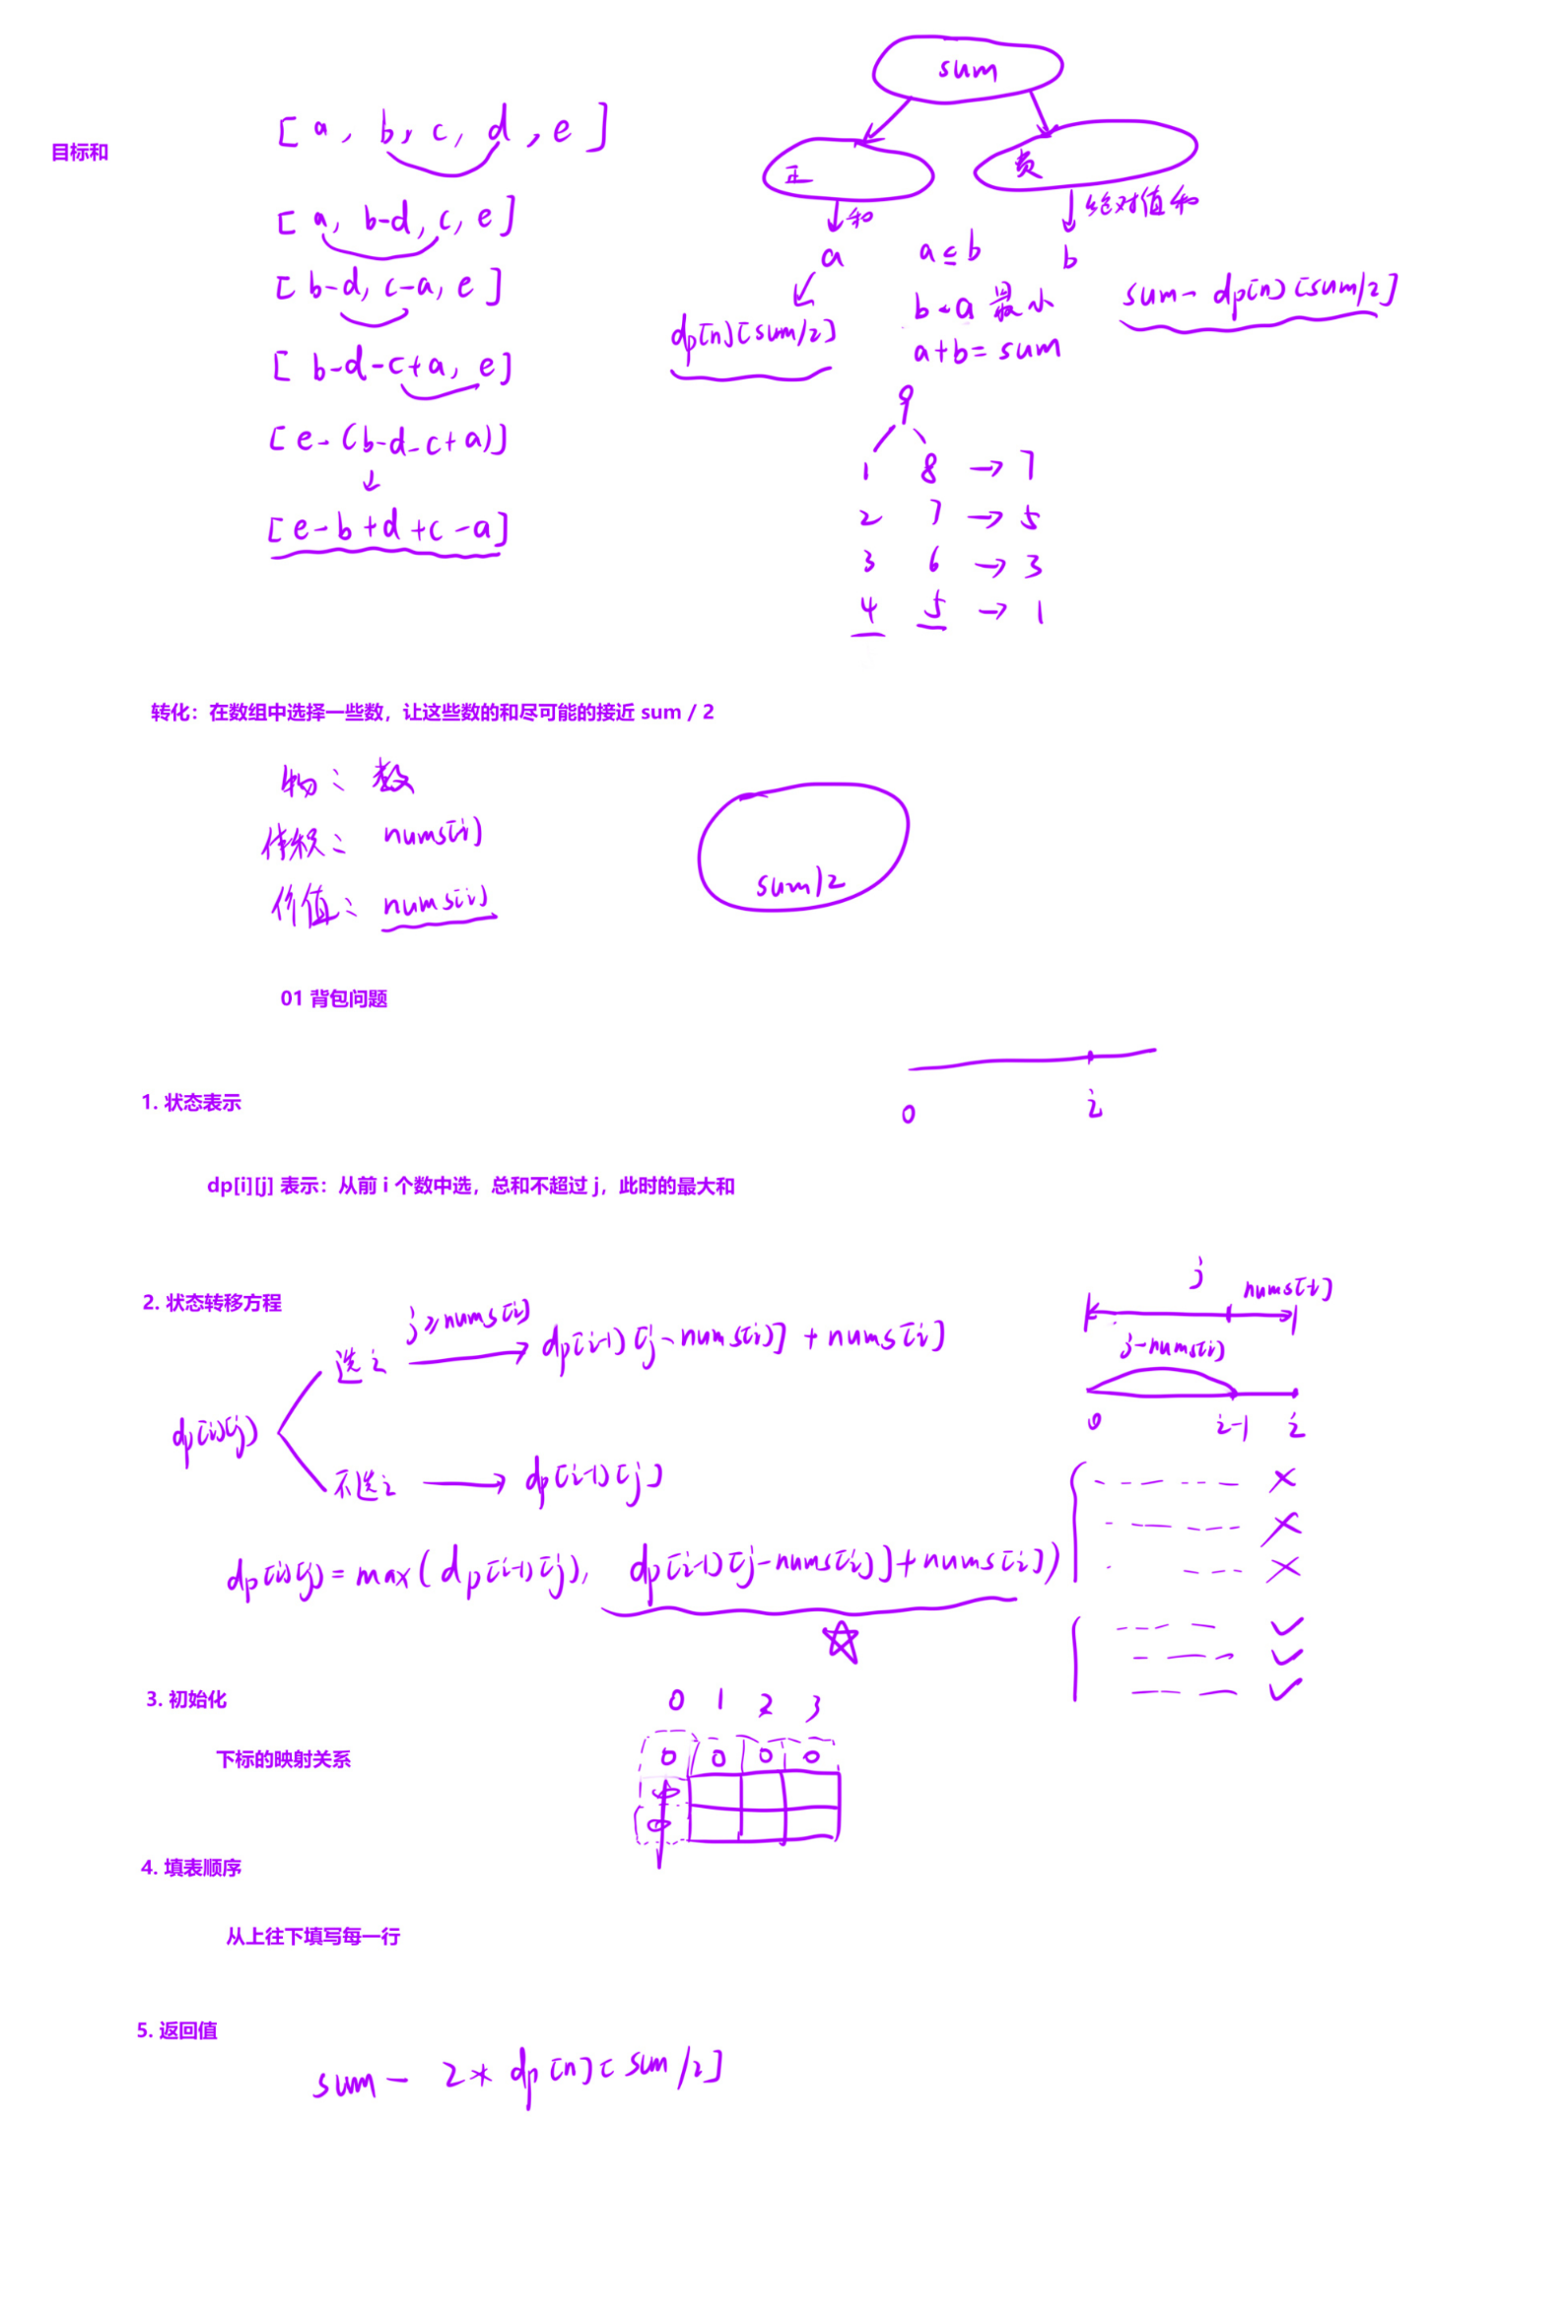 目标和
[ a , b , c , d , e ]
[ a , b-d , c , e ]
[ b-d , c-a , e ]
[ b-d-c+a , e ]
[ e-(b-d-c+a) ]
↓
[ e-b+d+c-a ]
sum
正
负
和
绝对值和
a
a ≤ b
b
b-a 最小
a+b = sum
dp[n][sum/2]
sum - dp[n][sum/2]
9
1 8 → 7
2 7 → 5
3 6 → 3
4 5 → 1
转化：在数组中选择一些数，让这些数的和尽可能的接近 sum / 2
物：数
体积：nums[i]
价值：nums[i]
sum/2
01 背包问题
0 i
1. 状态表示
dp[i][j] 表示：从前 i 个数中选，总和不超过 j，此时的最大和
2. 状态转移方程
dp[i][j]
选 i
j ≥ nums[i]
dp[i-1][j-nums[i]] + nums[i]
不选 i → dp[i-1][j]
j nums[i]
j-nums[i]
0 i-1 i
dp[i][j] = max(dp[i-1][j], dp[i-1][j-nums[i]]+nums[i])
3. 初始化
下标的映射关系
0 1 2 3
0 0 0 0
0
0
4. 填表顺序
从上往下填写每一行
5. 返回值
sum - 2* dp[n][sum/2]